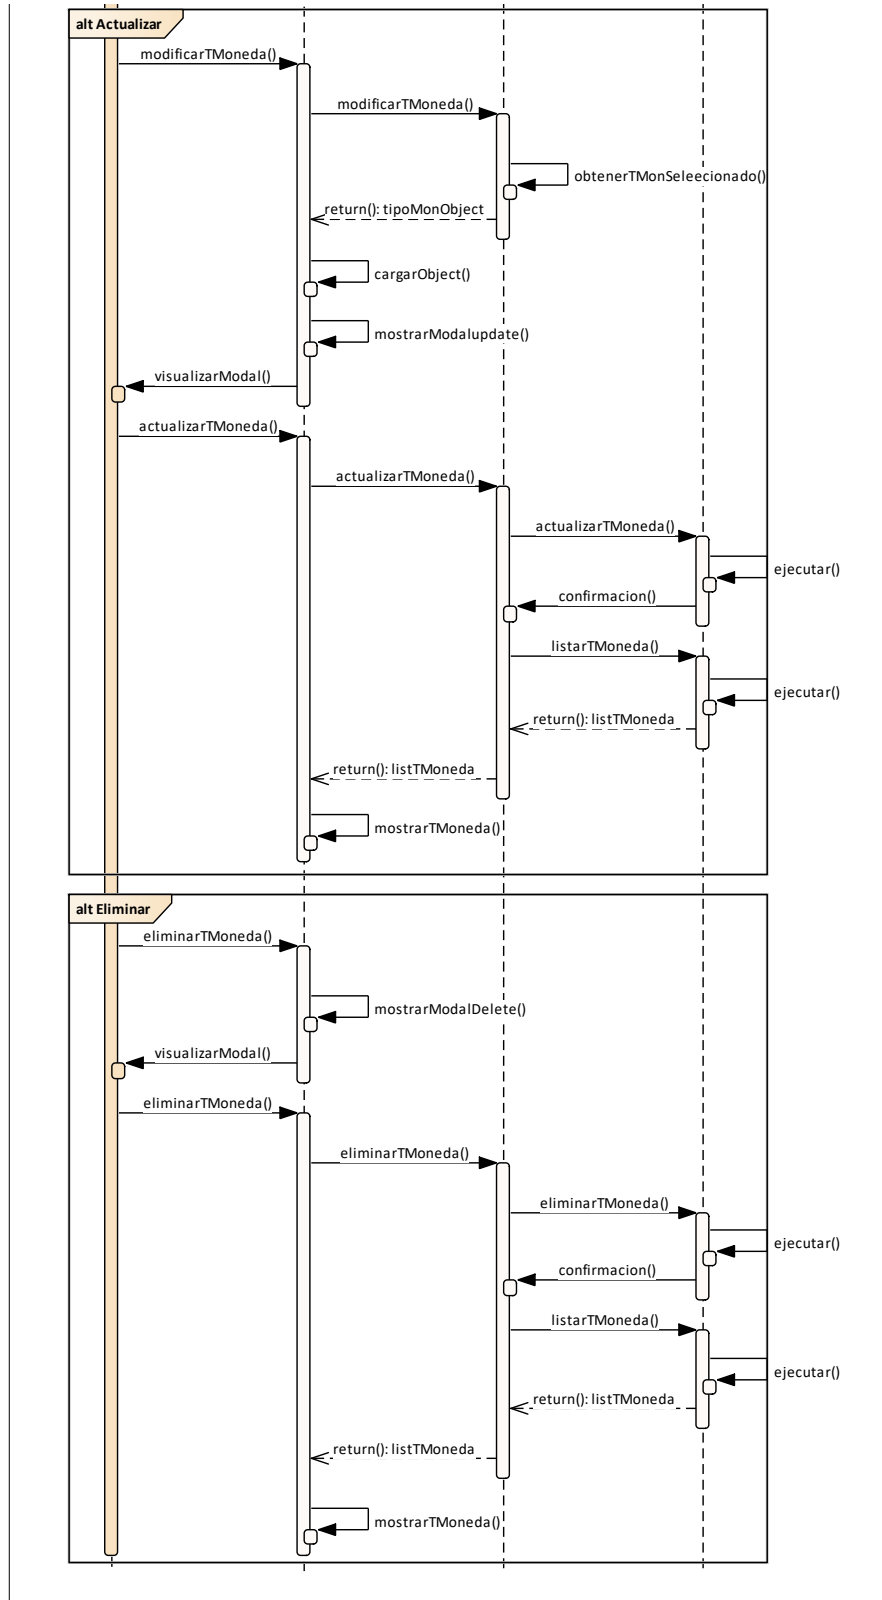 alt Actualizar
modificarTMoneda()
modificarTMoneda()
obtenerTMonSeleecionado()
return(): tipoMonObject
cargarObject()
mostrarModalupdate()
visualizarModal()
actualizarTMoneda()
actualizarTMoneda()
actualizarTMoneda()
ejecutar()
confirmacion()
listarTMoneda()
ejecutar()
return(): listTMoneda
return(): listTMoneda
mostrarTMoneda()
alt Eliminar
eliminarTMoneda()
mostrarModalDelete()
visualizarModal()
eliminarTMoneda()
eliminarTMoneda()
eliminarTMoneda()
ejecutar()
confirmacion()
listarTMoneda()
ejecutar()
return(): listTMoneda
return(): listTMoneda
mostrarTMoneda()